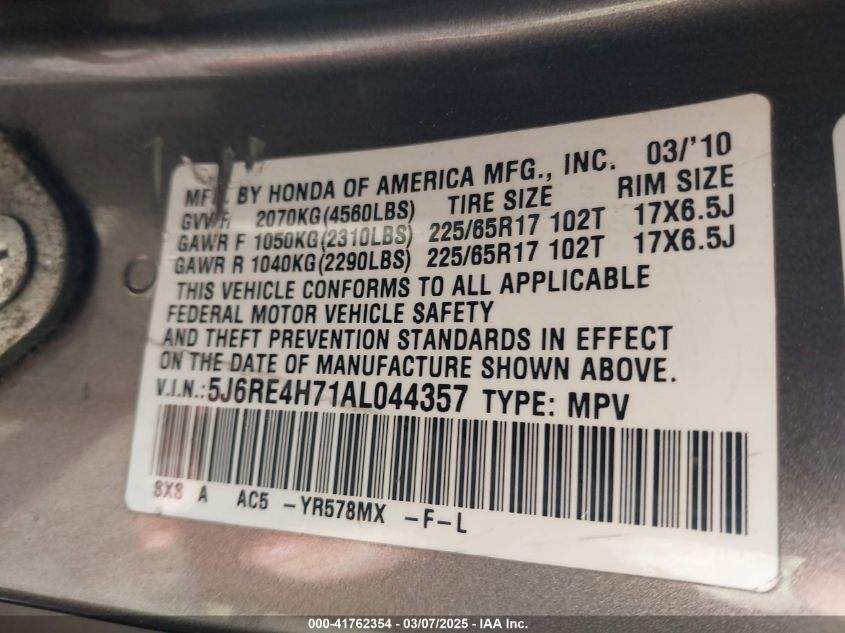 MFD. BY HONDA OF AMERICA MFG., INC. 03/'10
GVWR 2070KG(4560LBS) TIRE SIZE RIM SIZE
GAWR F 1050KG(2310LBS) 225/65R17 102T 17X6.5J
GAWR R 1040KG(2290LBS) 225/65R17 102T 17X6.5J
THIS VEHICLE CONFORMS TO ALL APPLICABLE
FEDERAL MOTOR VEHICLE SAFETY
AND THEFT PREVENTION STANDARDS IN EFFECT
ON THE DATE OF MANUFACTURE SHOWN ABOVE.
V.I.N.:5J6RE4H71AL044357 TYPE: MPV
8X8 A AC5 -YR578MX -F-L
000-41762354 - 03/07/2025 - IAA Inc.